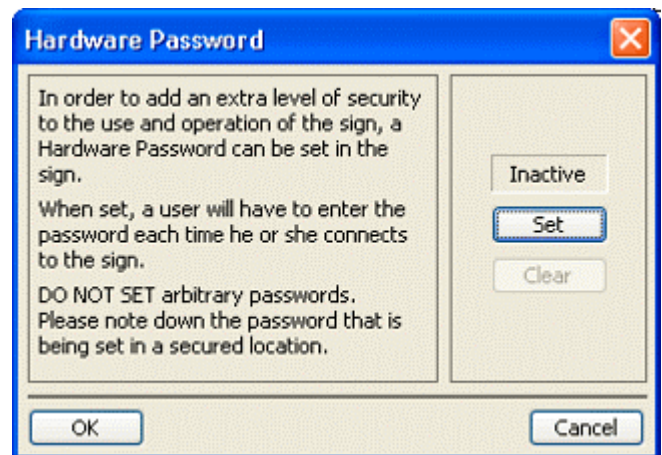 Hardware Password
In order to add an extra level of security
to the use and operation of the sign, a
Hardware Password can be set in the
sign.
When set, a user will have to enter the
password each time he or she connects
to the sign.
DO NOT SET arbitrary passwords.
Please note down the password that is
being set in a secured location.
Inactive
Set
Clear
OK
Cancel